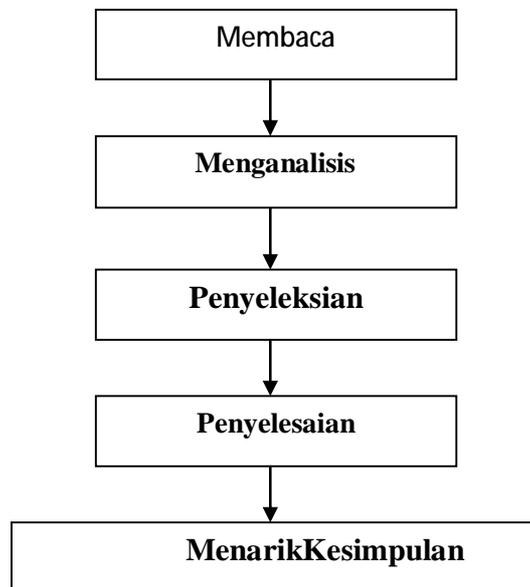 Membaca
Menganalisis
Penyeleksian
Penyelesaian
MenarikKesimpulan